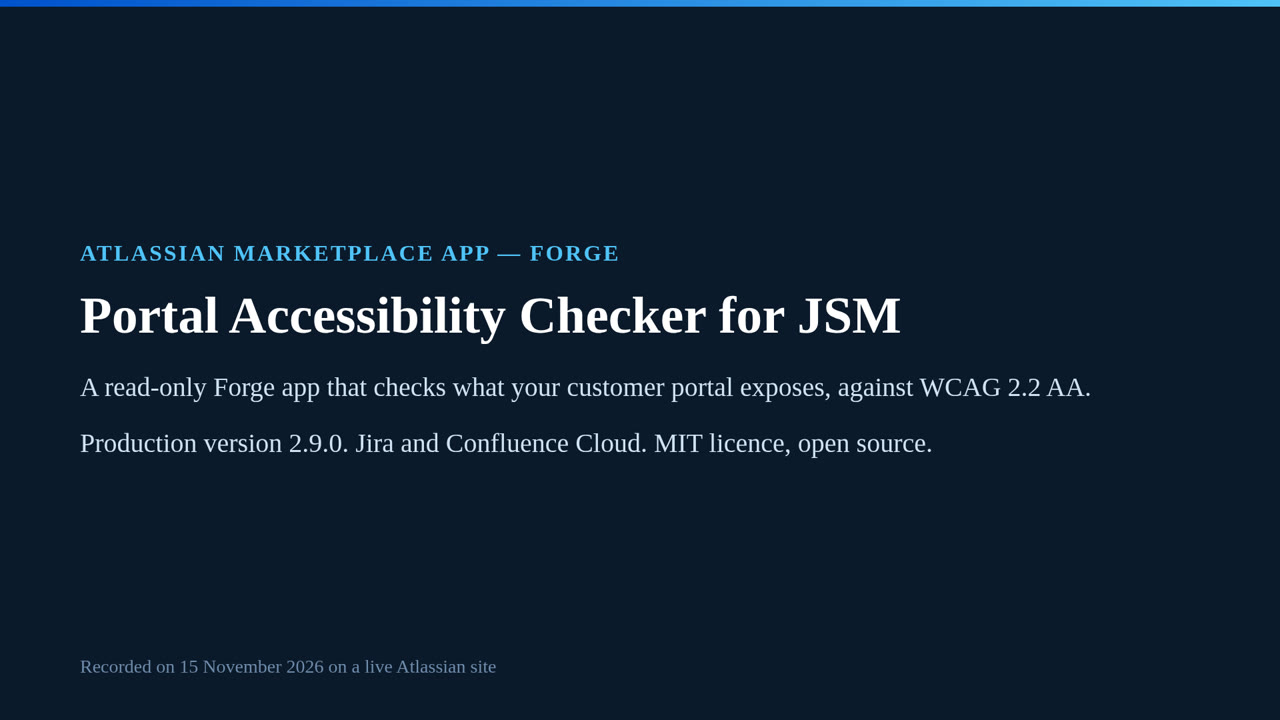 ATLASSIAN MARKETPLACE APP — FORGE
Portal Accessibility Checker for JSM
A read-only Forge app that checks what your customer portal exposes, against WCAG 2.2 AA.
Production version 2.9.0. Jira and Confluence Cloud. MIT licence, open source.
Recorded on 15 November 2026 on a live Atlassian site